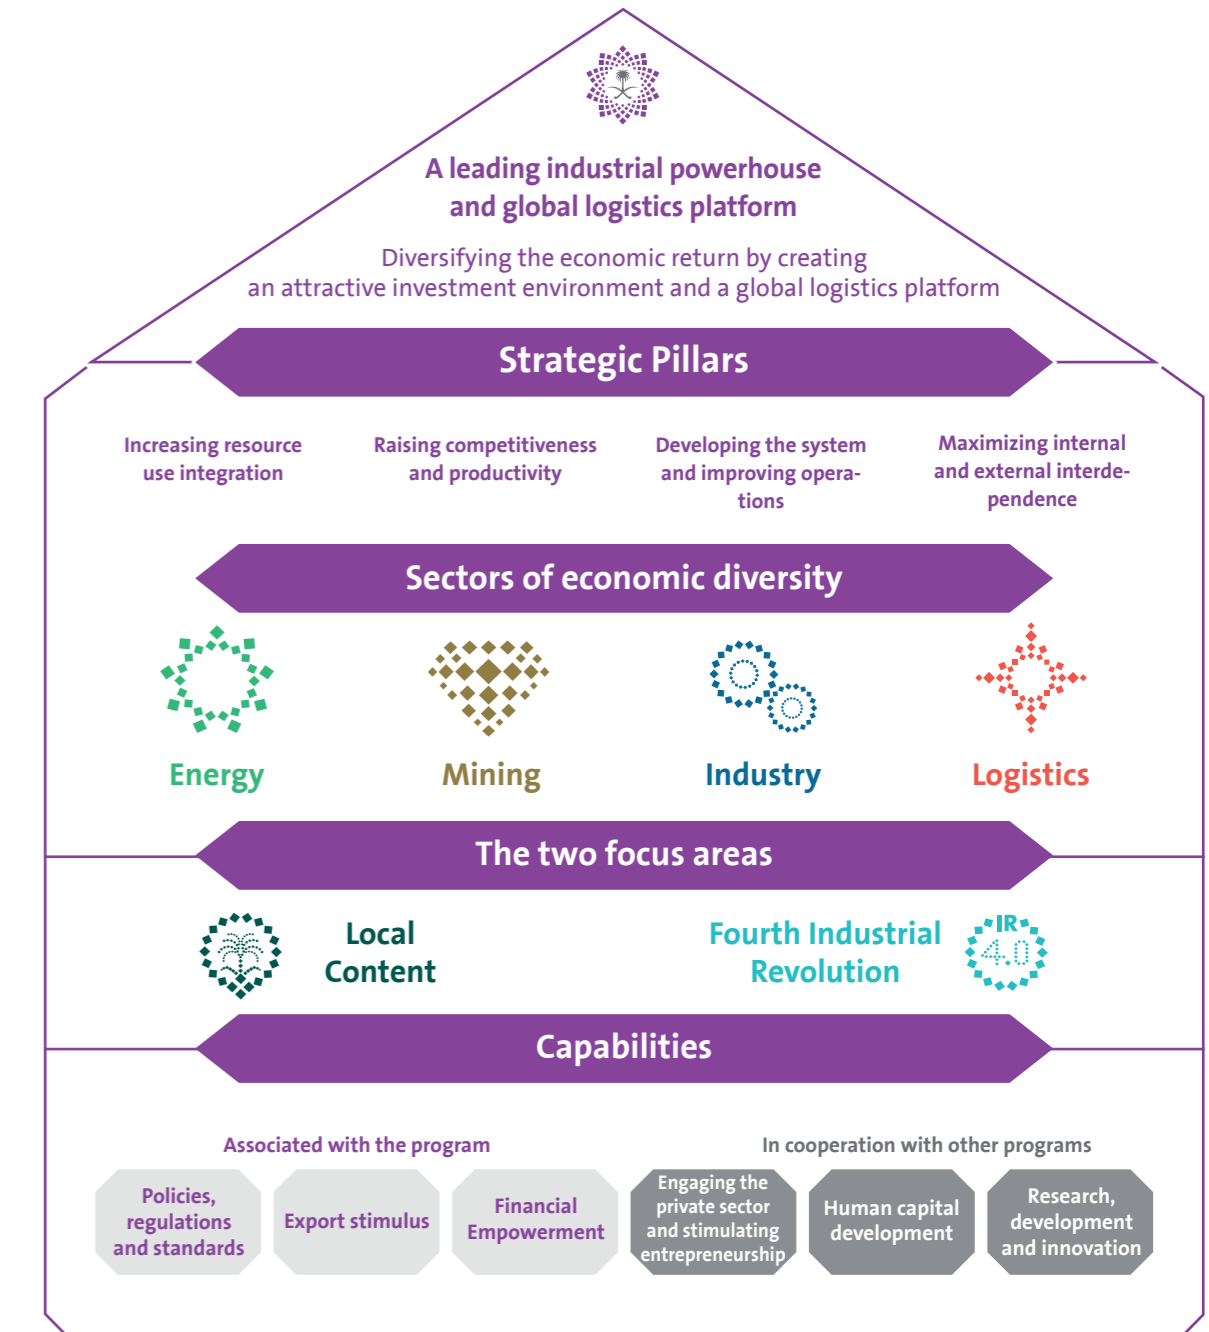 A leading industrial powerhouse
and global logistics platform
Diversifying the economic return by creating
an attractive investment environment and a global logistics platform
Strategic Pillars
Increasing resource
use integration
Raising competitiveness
and productivity
Developing the system
and improving opera-
tions
Maximizing internal
and external interde-
pendence
Sectors of economic diversity
Energy
Mining
Industry
Logistics
The two focus areas
Local
Content
Fourth Industrial
Revolution
IR
4.0
Capabilities
Associated with the program
Policies,
regulations
and standards
Export stimulus
Financial
Empowerment
In cooperation with other programs
Engaging the
private sector
and stimulating
entrepreneurship
Human capital
development
Research,
development
and innovation